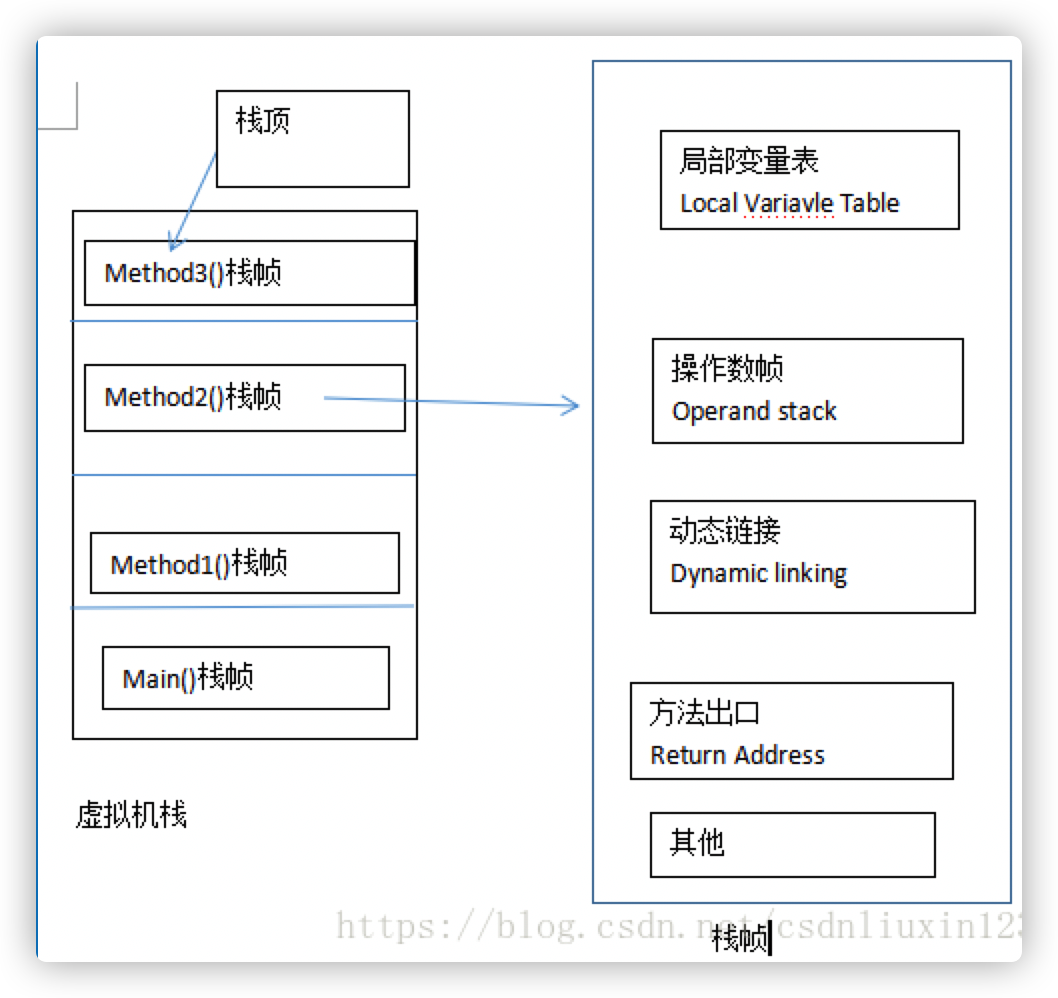 栈顶
Method3()栈帧
Method2()栈帧
Method1()栈帧
Main()栈帧
虚拟机栈
局部变量表
Local Variavle Table
操作数帧
Operand stack
动态链接
Dynamic linking
方法出口
Return Address
其他
栈帧
https://blog.csdn.net/csdnliuxin123